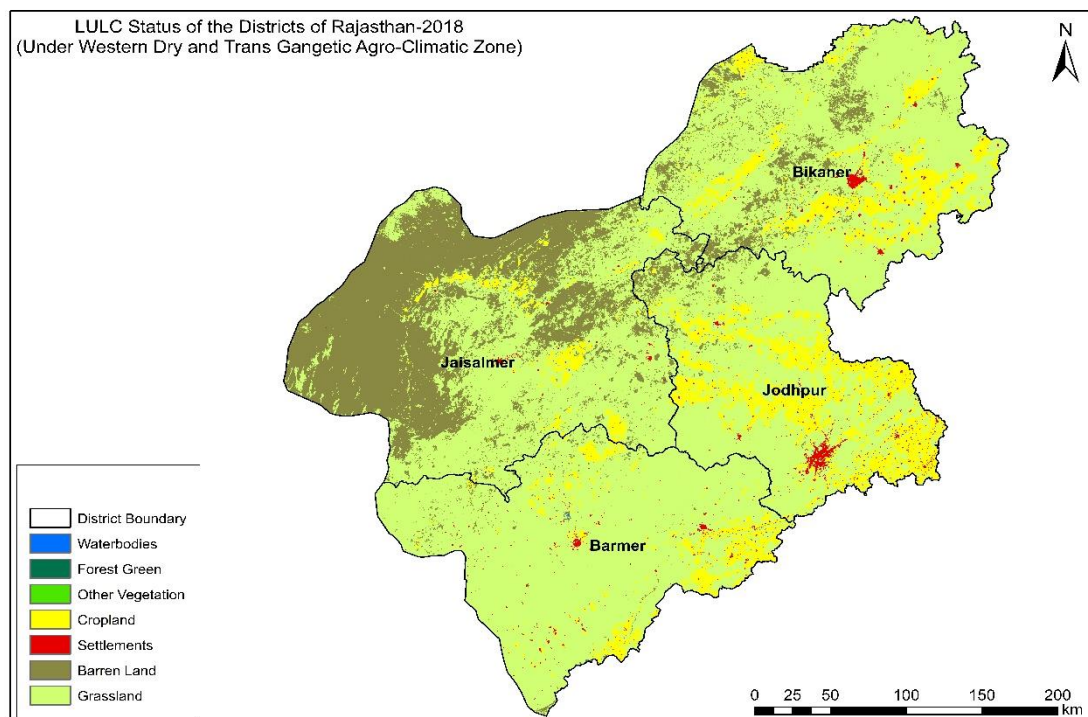 LULC Status of the Districts of Rajasthan-2018
(Under Western Dry and Trans Gangetic Agro-Climatic Zone)
N
Bikaner
Jaisalmer
Jodhpur
Barmer
District Boundary
Waterbodies
Forest Green
Other Vegetation
Cropland
Settlements
Barren Land
Grassland
0 25 50 100 150 200
km